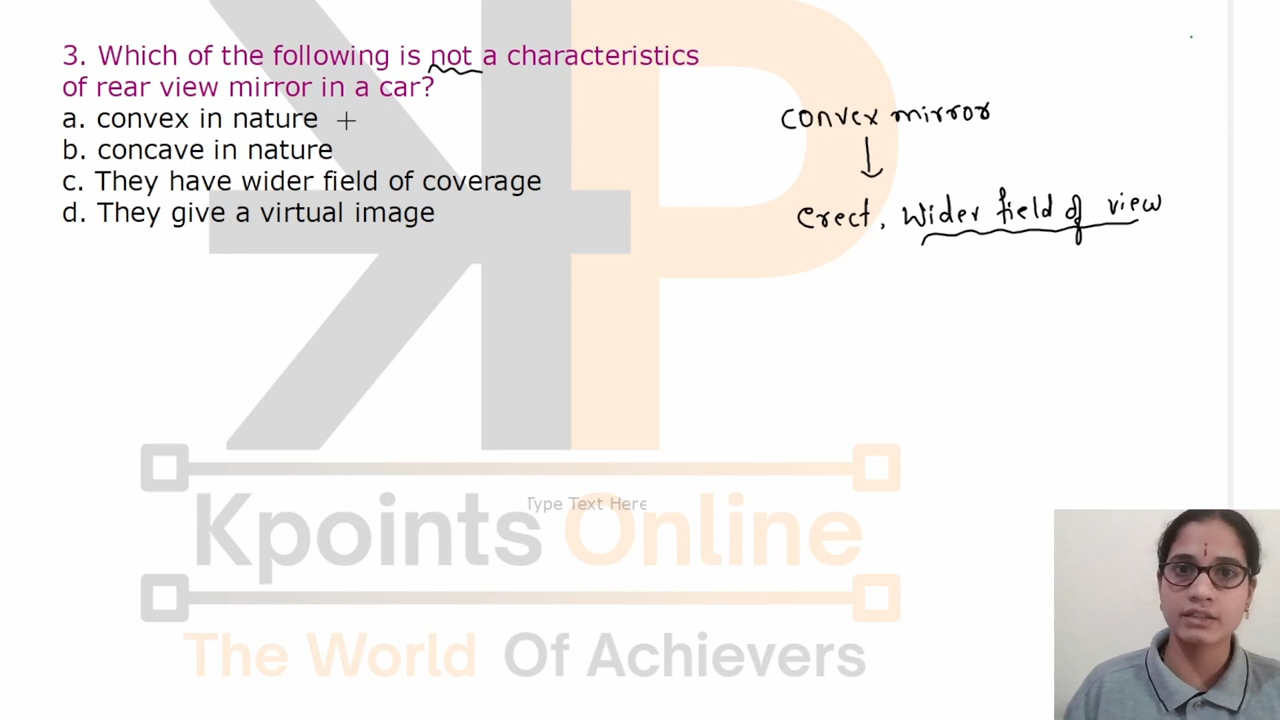 3. Which of the following is not a characteristics
of rear view mirror in a car?
a. convex in nature
b. concave in nature
c. They have wider field of coverage
d. They give a virtual image
convex mirror
Erect, Wider field of view
Type Text Here
Kpoints Online
The World Of Achievers